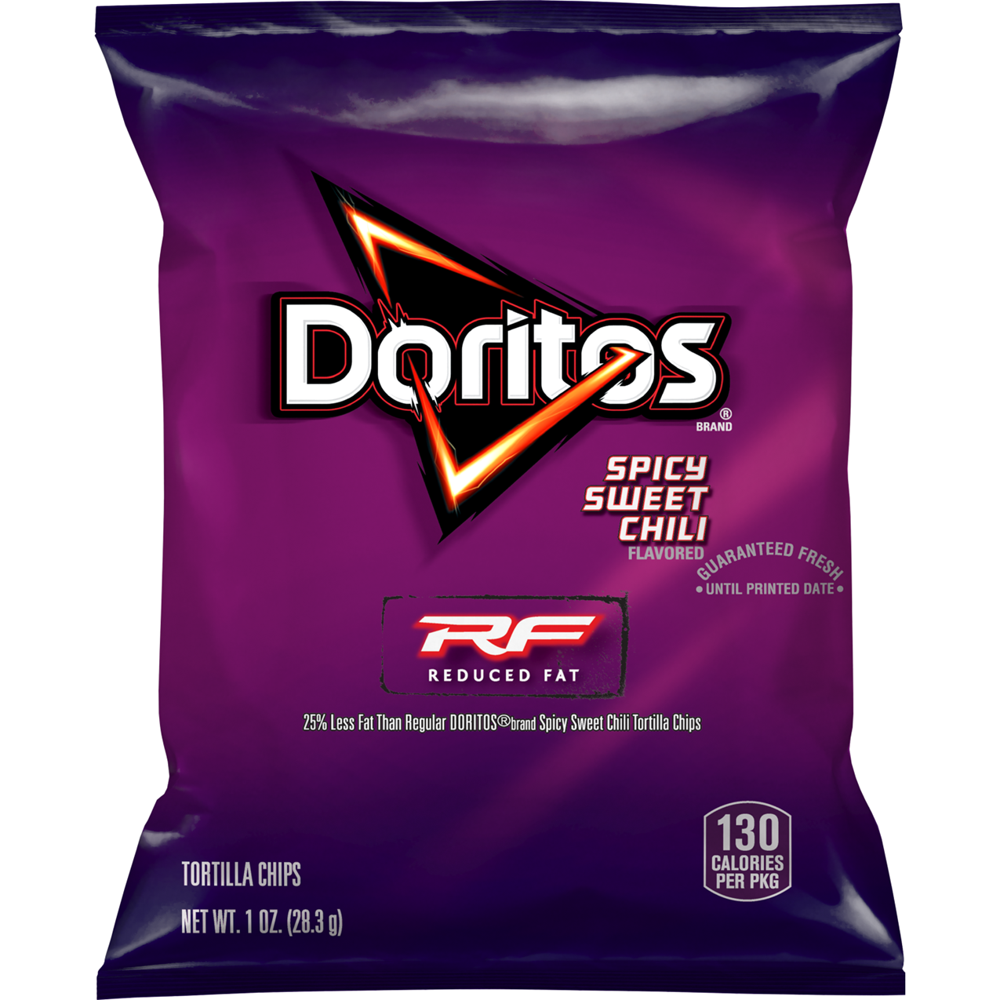 Doritos®
BRAND
SPICY
SWEET
CHILI
FLAVORED
GUARANTEED FRESH
• UNTIL PRINTED DATE •
RF
REDUCED FAT
25% Less Fat Than Regular DORITOS® brand Spicy Sweet Chili Tortilla Chips
130
CALORIES
PER PKG
TORTILLA CHIPS
NET WT. 1 OZ. (28.3 g)